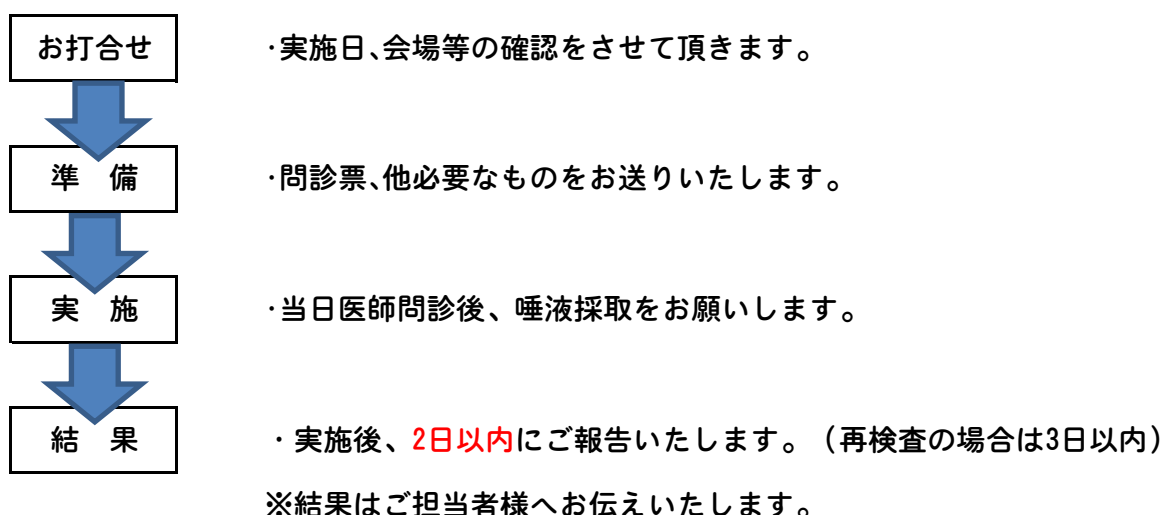 お打合せ ・実施日、会場等の確認をさせて頂きます。
準　備 ・問診票、他必要なものをお送りいたします。
実　施 ・当日医師問診後、唾液採取をお願いします。
結　果 ・実施後、2日以内にご報告いたします。（再検査の場合は3日以内）
※結果はご担当者様へお伝えいたします。